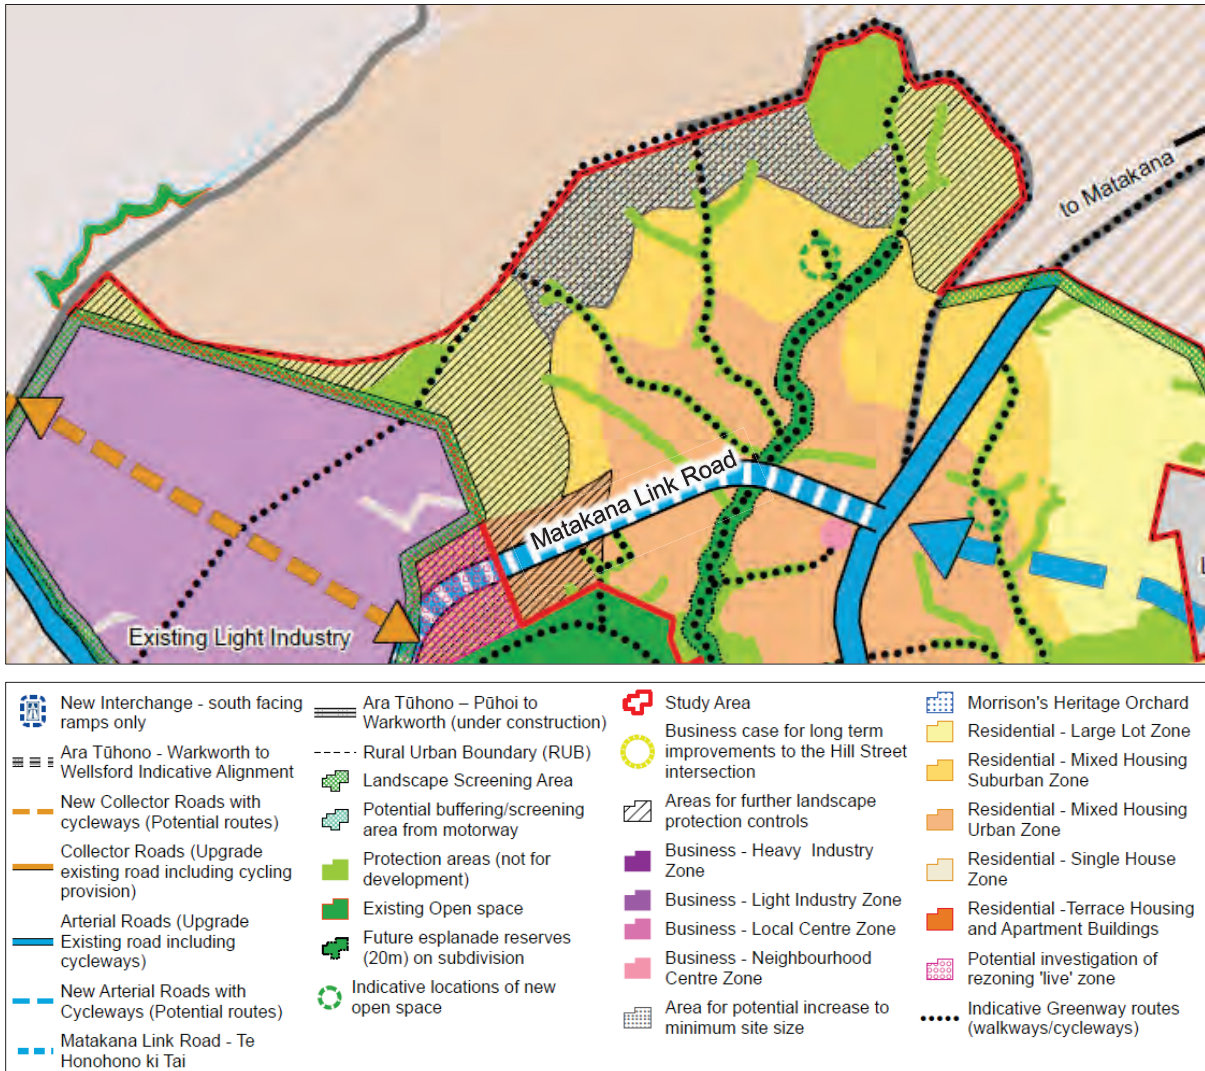 to Matakana
Matakana Link Road
Existing Light Industry
L
New Interchange - south facing
ramps only
Ara Tūhono - Warkworth to
Wellsford Indicative Alignment
New Collector Roads with
cycleways (Potential routes)
Collector Roads (Upgrade
existing road including cycling
provision)
Arterial Roads (Upgrade
Existing road including
cycleways)
New Arterial Roads with
Cycleways (Potential routes)
Matakana Link Road - Te
Honohono ki Tai
Ara Tūhono – Pūhoi to
Warkworth (under construction)
Rural Urban Boundary (RUB)
Landscape Screening Area
Potential buffering/screening
area from motorway
Protection areas (not for
development)
Existing Open space
Future esplanade reserves
(20m) on subdivision
Indicative locations of new
open space
Study Area
Business case for long term
improvements to the Hill Street
intersection
Areas for further landscape
protection controls
Business - Heavy Industry
Zone
Business - Light Industry Zone
Business - Local Centre Zone
Business - Neighbourhood
Centre Zone
Area for potential increase to
minimum site size
Morrison's Heritage Orchard
Residential - Large Lot Zone
Residential - Mixed Housing
Suburban Zone
Residential - Mixed Housing
Urban Zone
Residential - Single House
Zone
Residential -Terrace Housing
and Apartment Buildings
Potential investigation of
rezoning 'live' zone
Indicative Greenway routes
(walkways/cycleways)